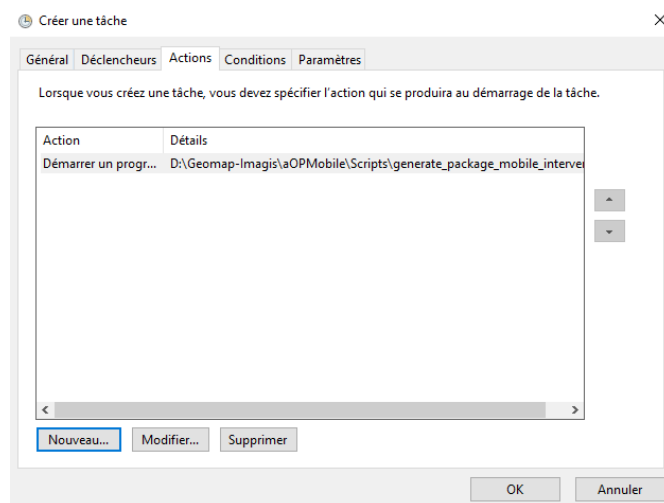 Créer une tâche
Général Déclencheurs Actions Conditions Paramètres
Lorsque vous créez une tâche, vous devez spécifier l'action qui se produira au démarrage de la tâche.
Action Détails
Démarrer un progr... D:\Geomap-Imagis\aOPMobile\Scripts\generate_package_mobile_interver
Nouveau... Modifier... Supprimer
OK Annuler